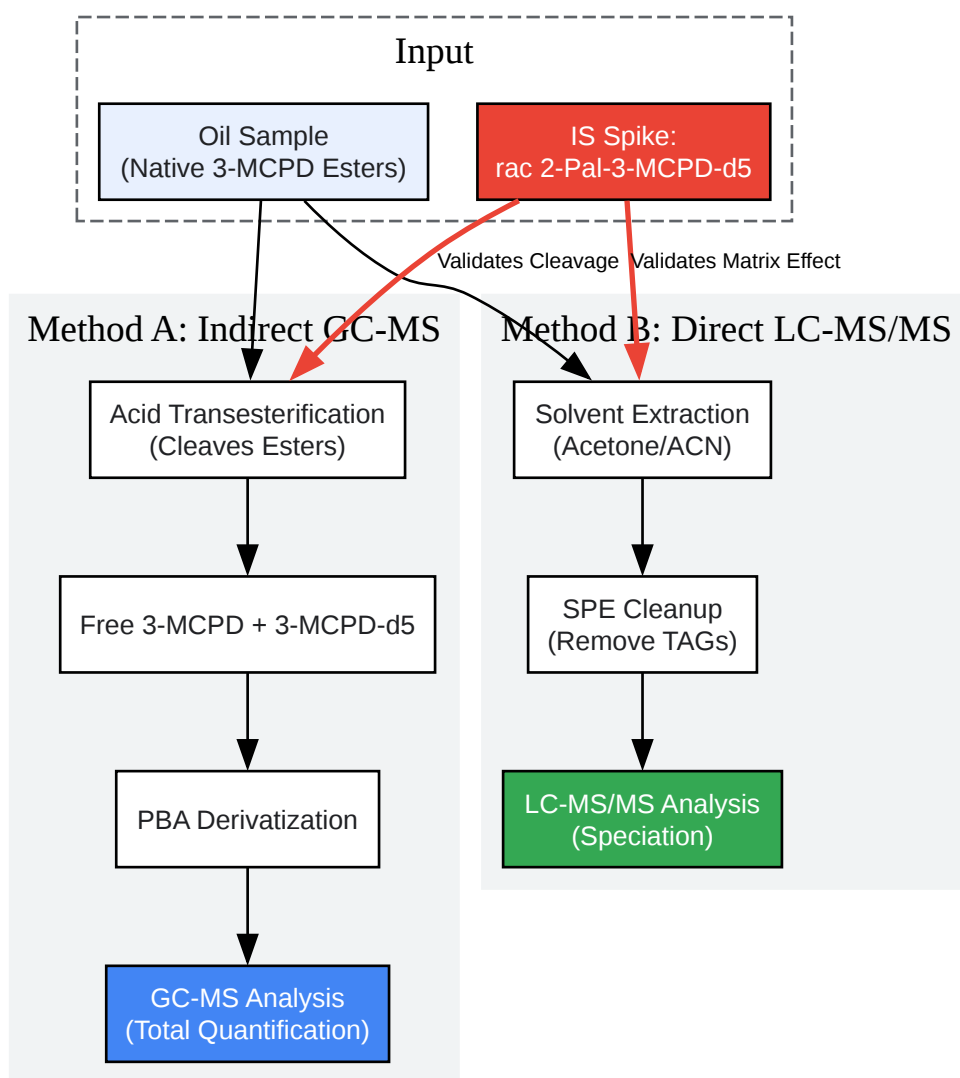 Input
Oil Sample
(Native 3-MCPD Esters)
IS Spike:
rac 2-Pal-3-MCPD-d5
Validates Cleavage
Validates Matrix Effect
Method A: Indirect GC-MS
Method B: Direct LC-MS/MS
Acid Transesterification
(Cleaves Esters)
Solvent Extraction
(Acetone/ACN)
Free 3-MCPD + 3-MCPD-d5
SPE Cleanup
(Remove TAGs)
PBA Derivatization
LC-MS/MS Analysis
(Speciation)
GC-MS Analysis
(Total Quantification)